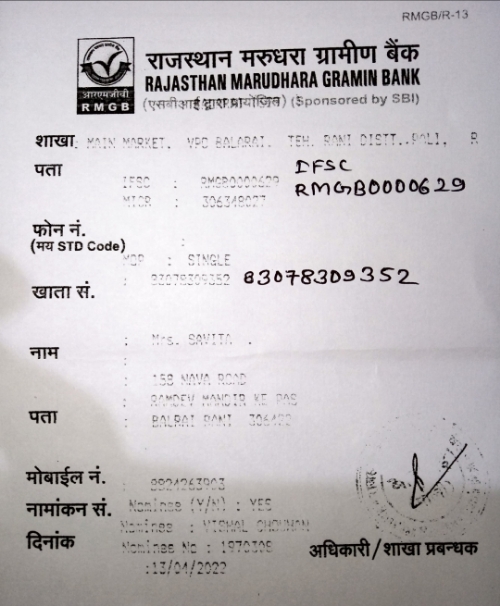 RMGB/R-13
राजस्थान मरुधरा ग्रामीण बैंक
RAJASTHAN MARUDHARA GRAMIN BANK
आरएमजीबी
RMGB
(एसबीआई द्वारा प्रायोजित) (Sponsored by SBI)
शाखा : MAIN MARKET, VPO BALARAI, TEH. RANI DISTT.,PALI, R
पता
IFSC : RMGB0000629
IFSC
RMGB0000629
MICR : 306348027
फोन नं. :
(मय STD Code)
MOP : SINGLE
खाता सं. : 83078309352 83078309352
नाम : Mrs. SAVITA .
:
: 158 NAVA ROAD
: RAMDEV MANDIR KE PAS
पता : BALRAI RANI
मोबाईल नं. :
नामांकन सं. Nominee (Y/N) : YES
Nominee : VISHAL CHOUHAN
दिनांक Nominee No : 1970309
:13/04/2022
अधिकारी/शाखा प्रबन्धक